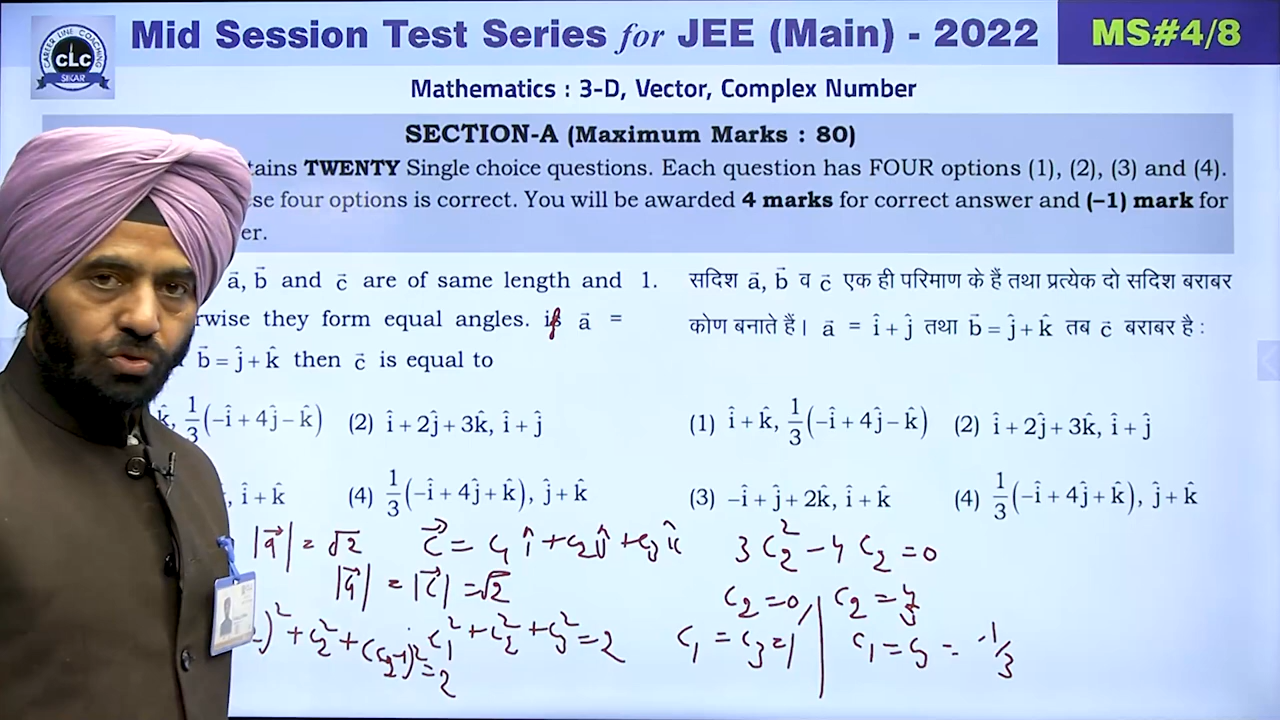 Mid Session Test Series for JEE (Main) - 2022
MS#4/8
CAREER LINE COACHING
CLC
SIKAR
Mathematics : 3-D, Vector, Complex Number
SECTION-A (Maximum Marks : 80)
tains TWENTY Single choice questions. Each question has FOUR options (1), (2), (3) and (4).
se four options is correct. You will be awarded 4 marks for correct answer and (–1) mark for
er.
a⃗, b⃗ and c⃗ are of same length and
rwise they form equal angles. if a⃗ =
b⃗ = ĵ + k̂ then c⃗ is equal to
k̂, 1/3(–î + 4ĵ – k̂) (2) î + 2ĵ + 3k̂, î + ĵ
, î + k̂ (4) 1/3(–î + 4ĵ + k̂), ĵ + k̂
1. सदिश a⃗, b⃗ व c⃗ एक ही परिमाण के हैं तथा प्रत्येक दो सदिश बराबर
कोण बनाते हैं। a⃗ = î + ĵ तथा b⃗ = ĵ + k̂ तब c⃗ बराबर है :
(1) î + k̂, 1/3(–î + 4ĵ – k̂) (2) î + 2ĵ + 3k̂, î + ĵ
(3) –î + ĵ + 2k̂, î + k̂ (4) 1/3(–î + 4ĵ + k̂), ĵ + k̂
|a⃗| = √2 c⃗ = c₁î + c₂ĵ + c₃k̂
|a⃗| = |c⃗| = √2
)² + c₂² + (c₂-1)² = 2
c₁² + c₂² + c₃² = 2
3c₂² – 4c₂ = 0
c₂ = 0, c₂ = 4/3
c₁ = c₃ = 1 c₁ = c₃ = -1/3